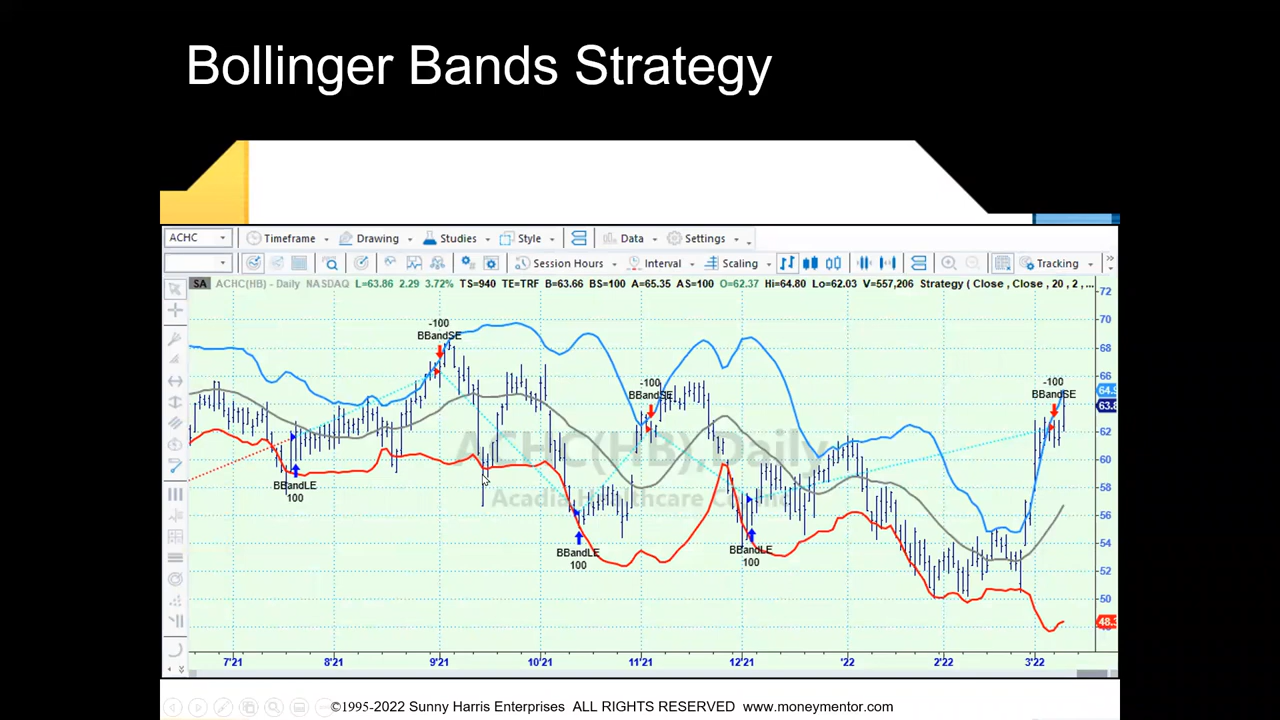 Bollinger Bands Strategy
ACHC Timeframe Drawing Studies Style Data Settings
Session Hours Interval Scaling Tracking
SA ACHC(HB) - Daily NASDAQ L=63.86 2.29 3.72% TS=940 TE=TRF B=63.66 BS=100 A=65.35 AS=100 O=62.37 Hi=64.80 Lo=62.03 V=557,206 Strategy ( Close , Close , 20 , 2 , ...
72
70
68
66
62
60
58
56
54
52
50
-100
BBandSE
-100
BBandSE
-100
BBandSE
ACHC(HB),Daily
Acadia Healthcare
BBandLE
100
BBandLE
100
BBandLE
100
7'21 8'21 9'21 10'21 11'21 12'21 '22 2'22 3'22
©1995-2022 Sunny Harris Enterprises ALL RIGHTS RESERVED www.moneymentor.com